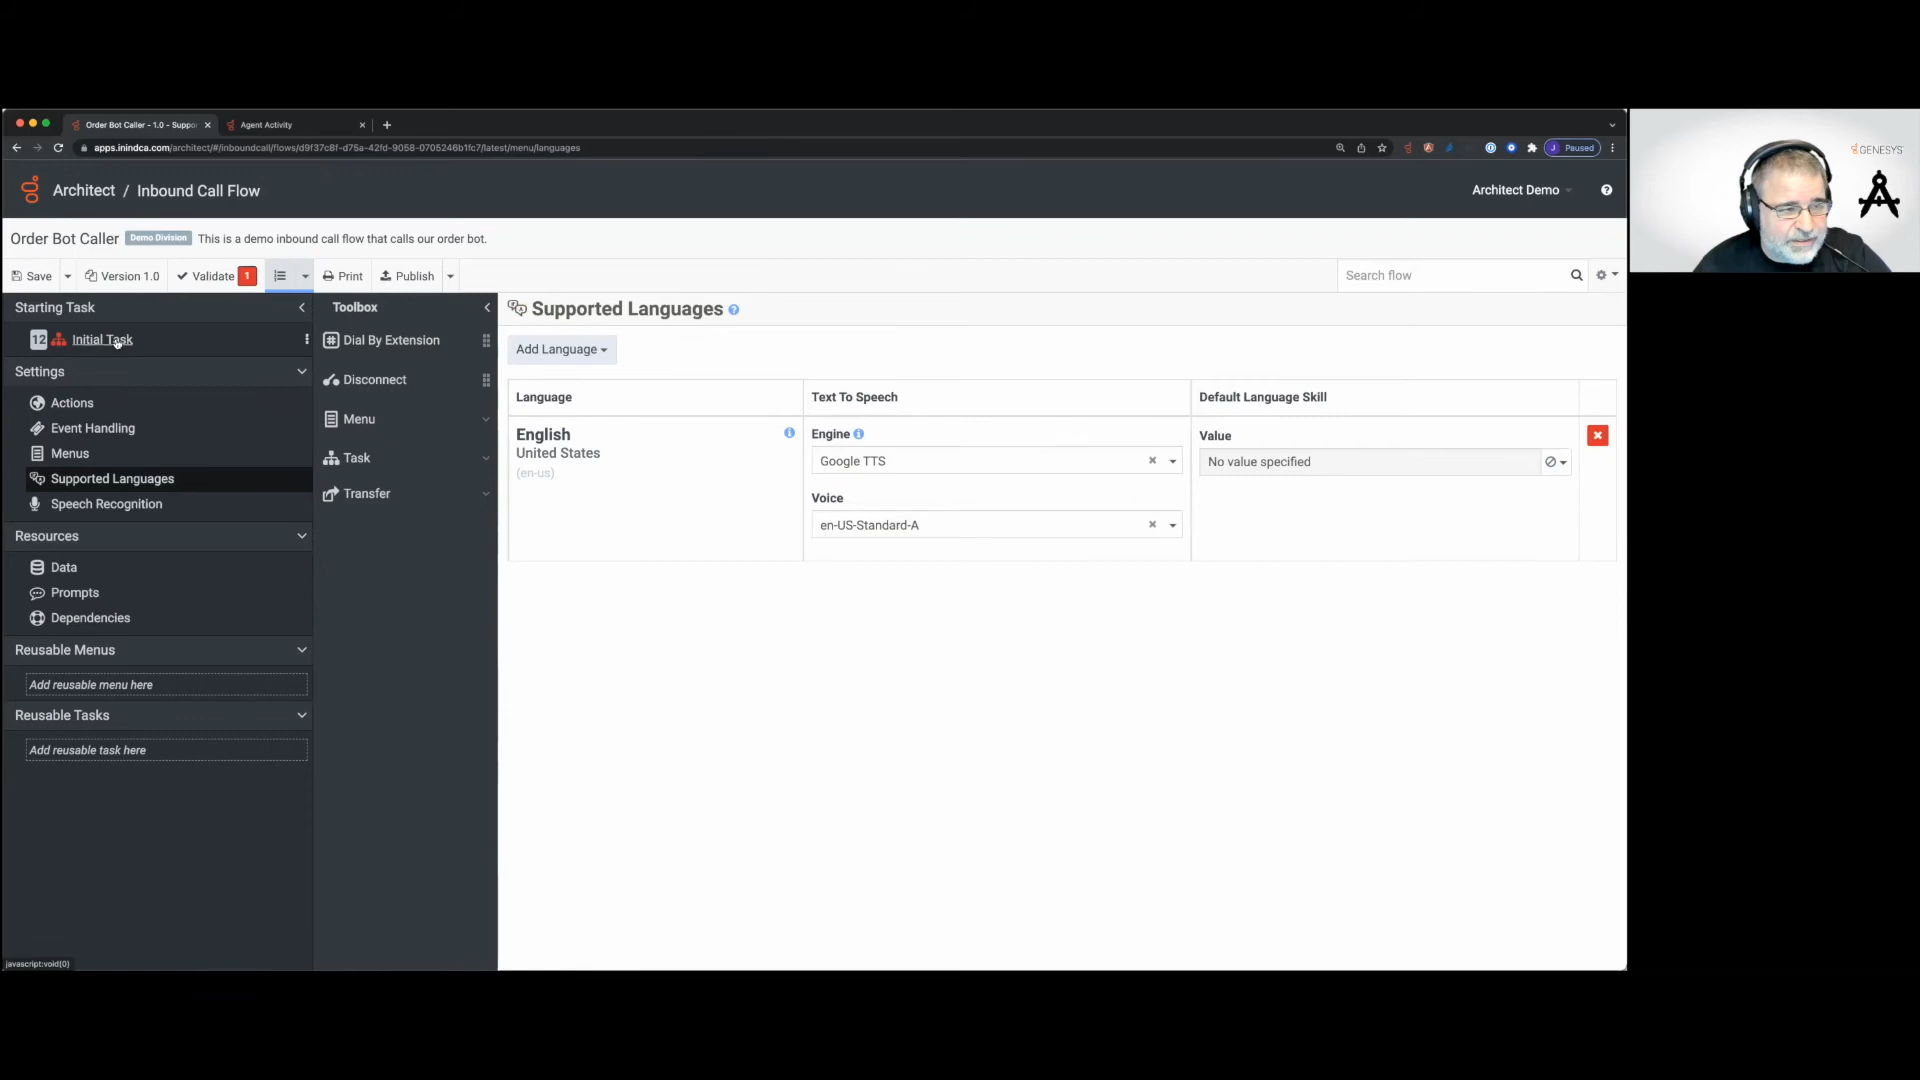 Order Bot Caller - 1.0 - Suppo
Agent Activity
apps.inindca.com/architect/#/inboundcall/flows/d9f37c8f-d75a-42fd-9058-0705246b1fc7/latest/menu/languages
J Paused
GENESYS
Architect / Inbound Call Flow
Architect Demo
Order Bot Caller Demo Division This is a demo inbound call flow that calls our order bot.
Save Version 1.0 Validate 1 Print Publish
Search flow
Starting Task
12 Initial Task
Settings
Actions
Event Handling
Menus
Supported Languages
Speech Recognition
Resources
Data
Prompts
Dependencies
Reusable Menus
Add reusable menu here
Reusable Tasks
Add reusable task here
javascript:void(0)
Toolbox
Dial By Extension
Disconnect
Menu
Task
Transfer
Supported Languages
Add Language
Language Text To Speech Default Language Skill
English
United States
(en-us)
Engine
Google TTS
Voice
en-US-Standard-A
Value
No value specified